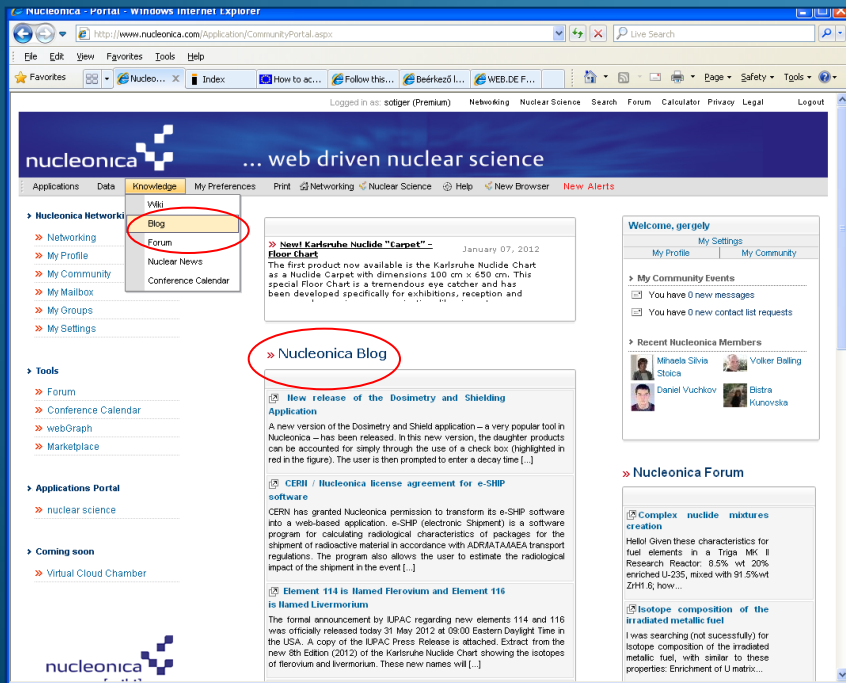 Nucleonica - Portal - Windows Internet Explorer
http://www.nucleonica.com/Application/CommunityPortal.aspx
Live Search
File Edit View Favorites Tools Help
Favorites
Nucleo...
Index
How to ac...
Follow this...
Beérkező l...
WEB.DE F...
Page Safety Tools
Logged in as: sotiger (Premium) Networking Nuclear Science Search Forum Calculator Privacy Legal Logout
nucleonica
... web driven nuclear science
Applications Data Knowledge My Preferences Print Networking Nuclear Science Help New Browser New Alerts
Wiki
Blog
Forum
Nuclear News
Conference Calendar
Nucleonica Networki
» Networking
» My Profile
» My Community
» My Mailbox
» My Groups
» My Settings
Tools
» Forum
» Conference Calendar
» webGraph
» Marketplace
Applications Portal
» nuclear science
Coming soon
» Virtual Cloud Chamber
nucleonica
» New! Karlsruhe Nuclide "Carpet" –
Floor Chart
January 07, 2012
The first product now available is the Karlsruhe Nuclide Chart
as a Nuclide Carpet with dimensions 100 cm x 650 cm. This
special Floor Chart is a tremendous eye catcher and has
been developed specifically for exhibitions, reception and
» Nucleonica Blog
New release of the Dosimetry and Shielding
Application
A new version of the Dosimetry and Shield application – a very popular tool in
Nucleonica – has been released. In this new version, the daughter products
can be accounted for simply through the use of a check box (highlighted in
red in the figure). The user is then prompted to enter a decay time [...]
CERN / Nucleonica license agreement for e-SHIP
software
CERN has granted Nucleonica permission to transform its e-SHIP software
into a web-based application. e-SHIP (electronic Shipment) is a software
program for calculating radiological characteristics of packages for the
shipment of radioactive material in accordance with ADR/IATA/IAEA transport
regulations. The program also allows the user to estimate the radiological
impact of the shipment in the event [...]
Element 114 is Named Flerovium and Element 116
is Named Livermorium
The formal announcement by IUPAC regarding new elements 114 and 116
was officially released today 31 May 2012 at 09:00 Eastern Daylight Time in
the USA. A copy of the IUPAC Press Release is attached. Extract from the
new 8th Edition (2012) of the Karlsruhe Nuclide Chart showing the isotopes
of flerovium and livermorium. These new names will [...]
Welcome, gergely
My Settings
My Profile My Community
My Community Events
You have 0 new messages
You have 0 new contact list requests
Recent Nucleonica Members
Mihaela Silvia
Stoica
Volker Balling
Daniel Vuchkov
Bistra
Kunovska
» Nucleonica Forum
Complex nuclide mixtures
creation
Hello! Given these characteristics for
fuel elements in a Triga MK II
Research Reactor: 8.5% wt 20%
enriched U-235, mixed with 91.5%wt
ZrH1.6; how...
Isotope composition of the
irradiated metallic fuel
I was searching (not sucessfully) for
Isotope composition of the irradiated
metallic fuel, with similar to these
properties: Enrichment of U matrix...